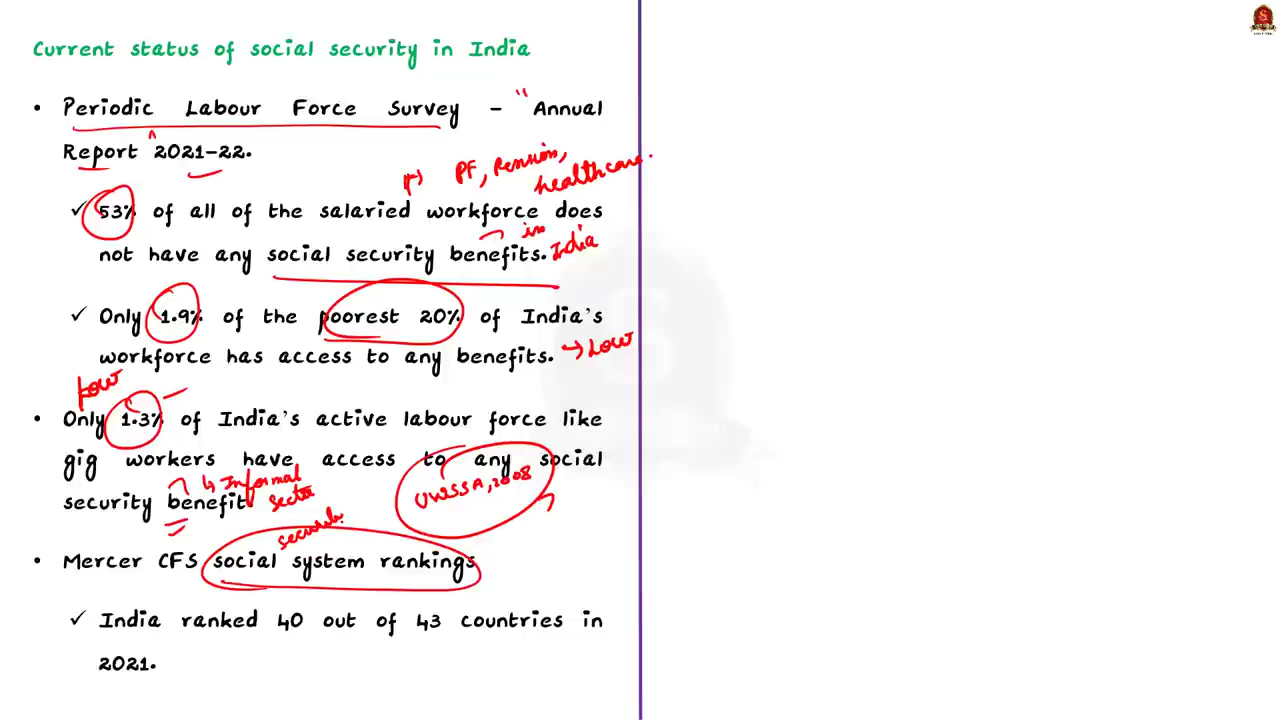 Current status of social security in India
• Periodic Labour Force Survey – "Annual
Report" 2021-22.
PF, Pension,
healthcare.
✓ 53% of all of the salaried workforce does
in
not have any social security benefits. India
✓ Only 1.9% of the poorest 20% of India's
workforce has access to any benefits. → Low
Low
• Only 1.3% of India's active labour force like
gig workers have access to any social
↳ Informal
security benefit
Sector
UWSSA, 2008
security
• Mercer CFS social system rankings
✓ India ranked 40 out of 43 countries in
2021.